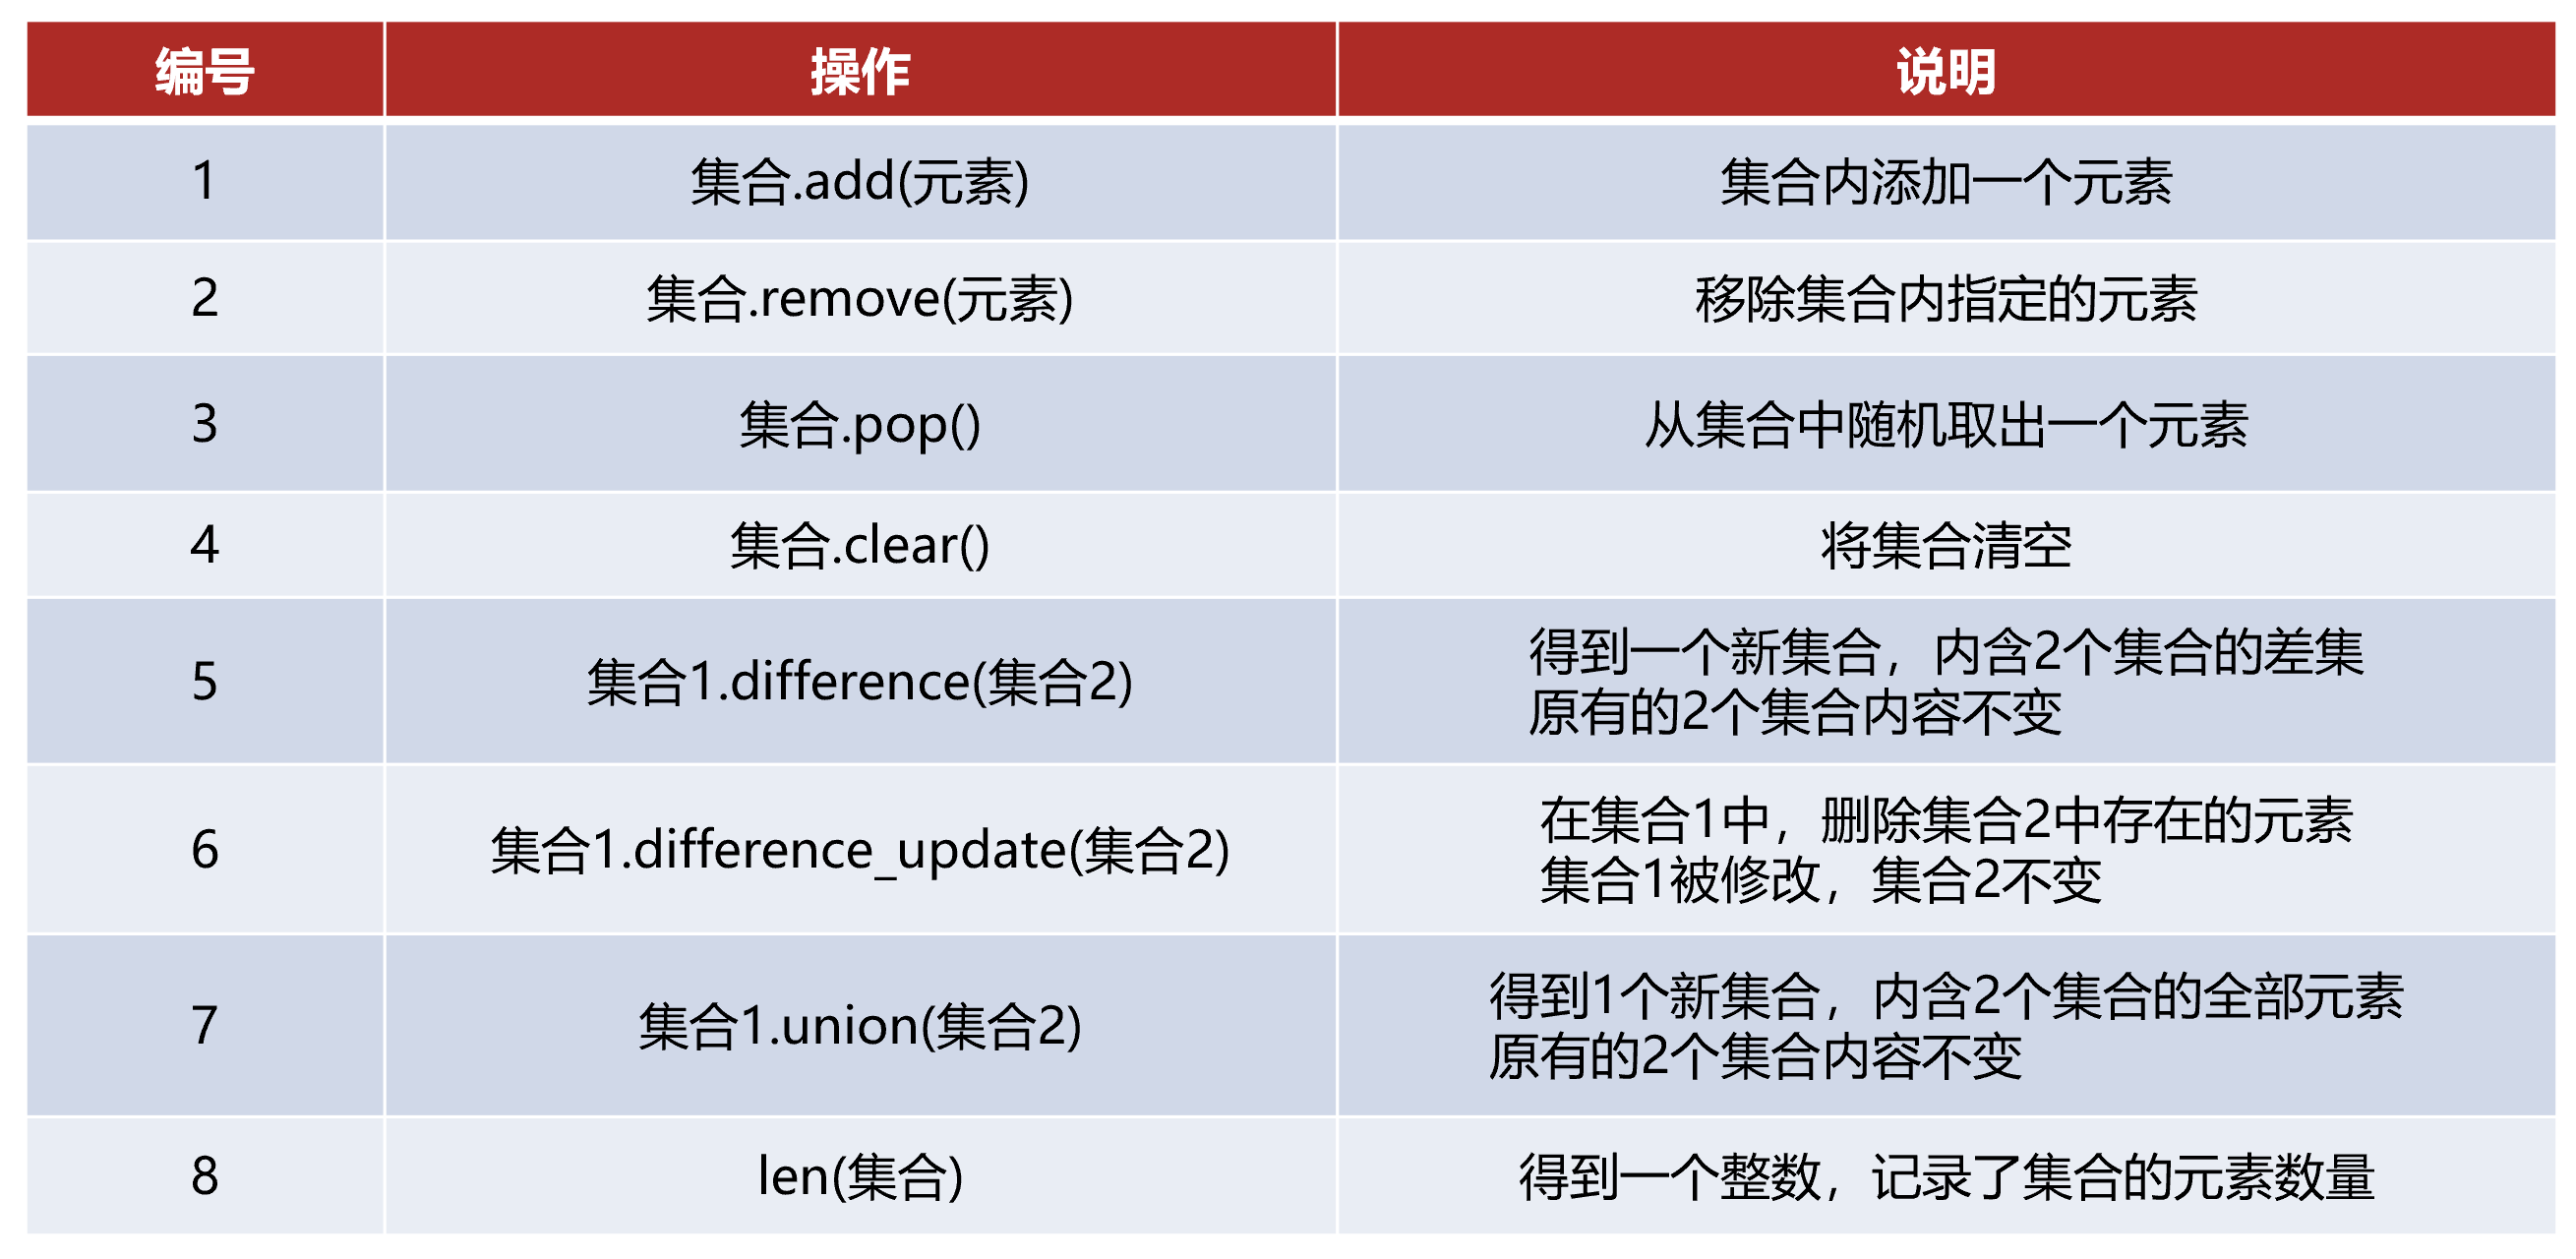 编号 操作 说明
1 集合.add(元素) 集合内添加一个元素
2 集合.remove(元素) 移除集合内指定的元素
3 集合.pop() 从集合中随机取出一个元素
4 集合.clear() 将集合清空
5 集合1.difference(集合2) 得到一个新集合，内含2个集合的差集
原有的2个集合内容不变
6 集合1.difference_update(集合2) 在集合1中，删除集合2中存在的元素
集合1被修改，集合2不变
7 集合1.union(集合2) 得到1个新集合，内含2个集合的全部元素
原有的2个集合内容不变
8 len(集合) 得到一个整数，记录了集合的元素数量